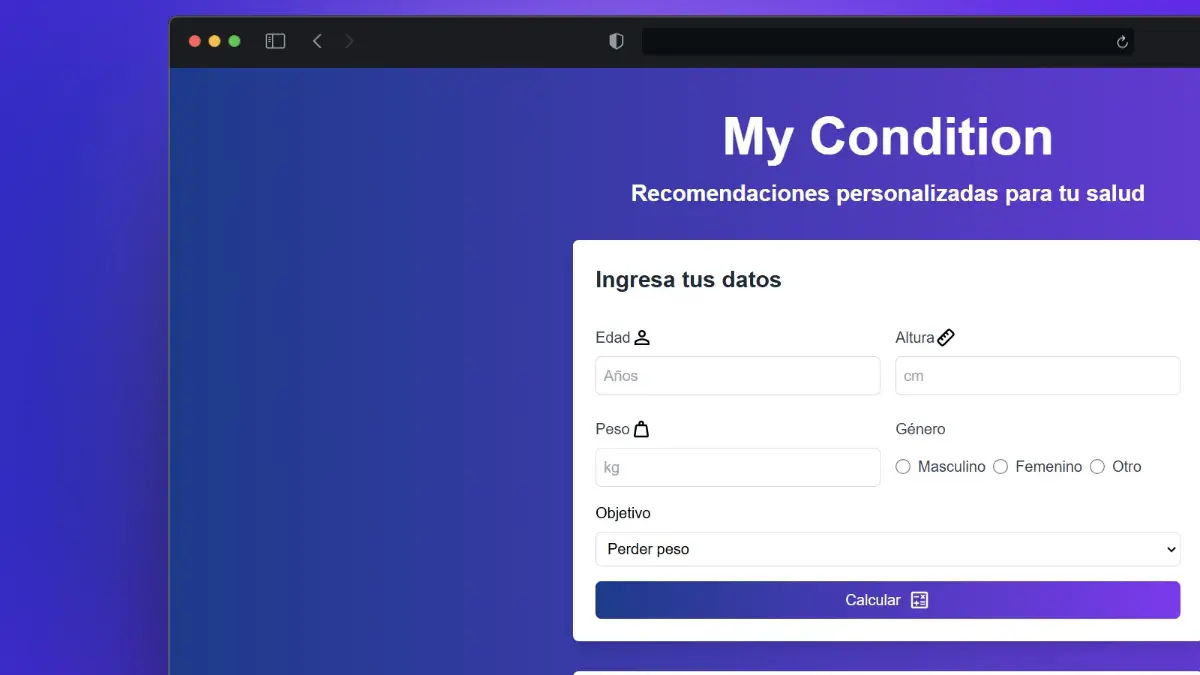 My Condition
Recomendaciones personalizadas para tu salud
Ingresa tus datos
Edad
Altura
Años
cm
Peso
Género
kg
Masculino Femenino Otro
Objetivo
Perder peso
Calcular